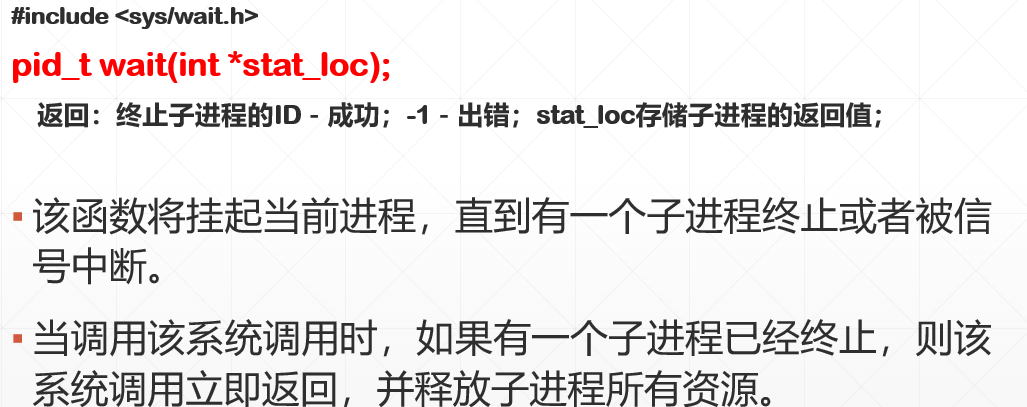 #include <sys/wait.h>
pid_t wait(int *stat_loc);
返回：终止子进程的ID - 成功；-1 - 出错；stat_loc存储子进程的返回值；
▪ 该函数将挂起当前进程，直到有一个子进程终止或者被信
号中断。
▪ 当调用该系统调用时，如果有一个子进程已经终止，则该
系统调用立即返回，并释放子进程所有资源。